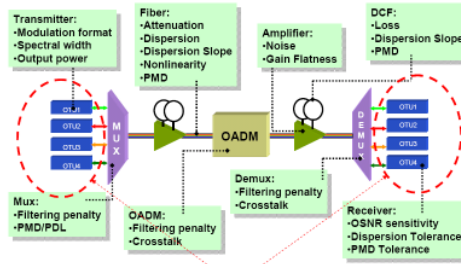 Transmitter:
•Modulation format
•Spectral width
•Output power
Fiber:
•Attenuation
•Dispersion
•Dispersion Slope
•Nonlinearity
•PMD
Amplifier:
•Noise
•Gain Flatness
DCF:
•Loss
•Dispersion Slope
•PMD
OTU1
OTU2
OTU3
OTU4
MUX
OADM
DEMUX
OTU1
OTU2
OTU3
OTU4
Mux:
•Filtering penalty
•PMD/PDL
OADM:
•Filtering penalty
•Crosstalk
Demux:
•Filtering penalty
•Crosstalk
Receiver:
•OSNR sensitivity
•Dispersion Tolerance
•PMD Tolerance